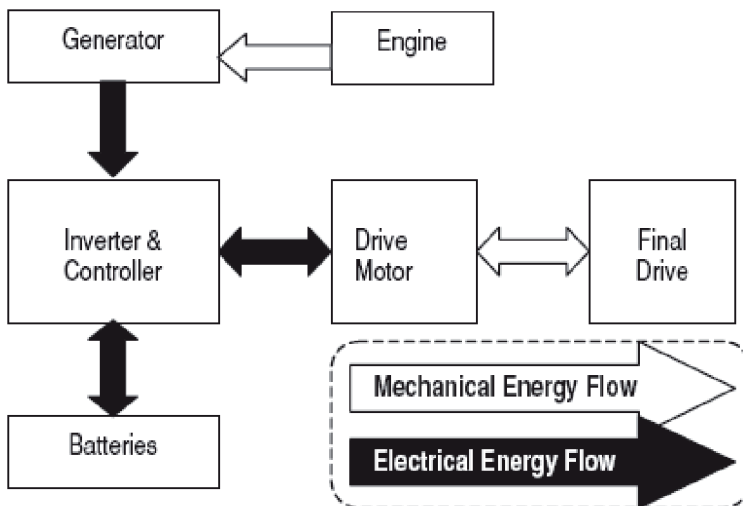 Generator
Engine
Inverter &
Controller
Drive
Motor
Final
Drive
Batteries
Mechanical Energy Flow
Electrical Energy Flow